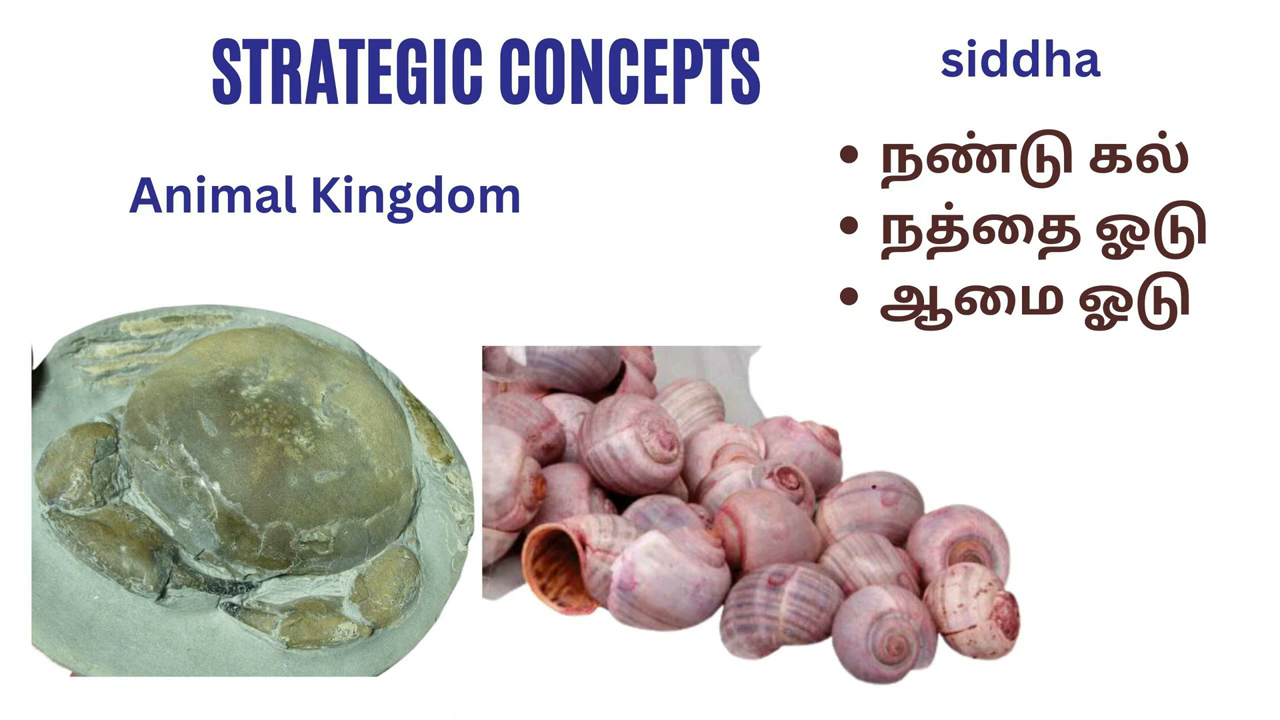 STRATEGIC CONCEPTS
siddha
Animal Kingdom
• நண்டு கல்
• நத்தை ஓடு
• ஆமை ஓடு